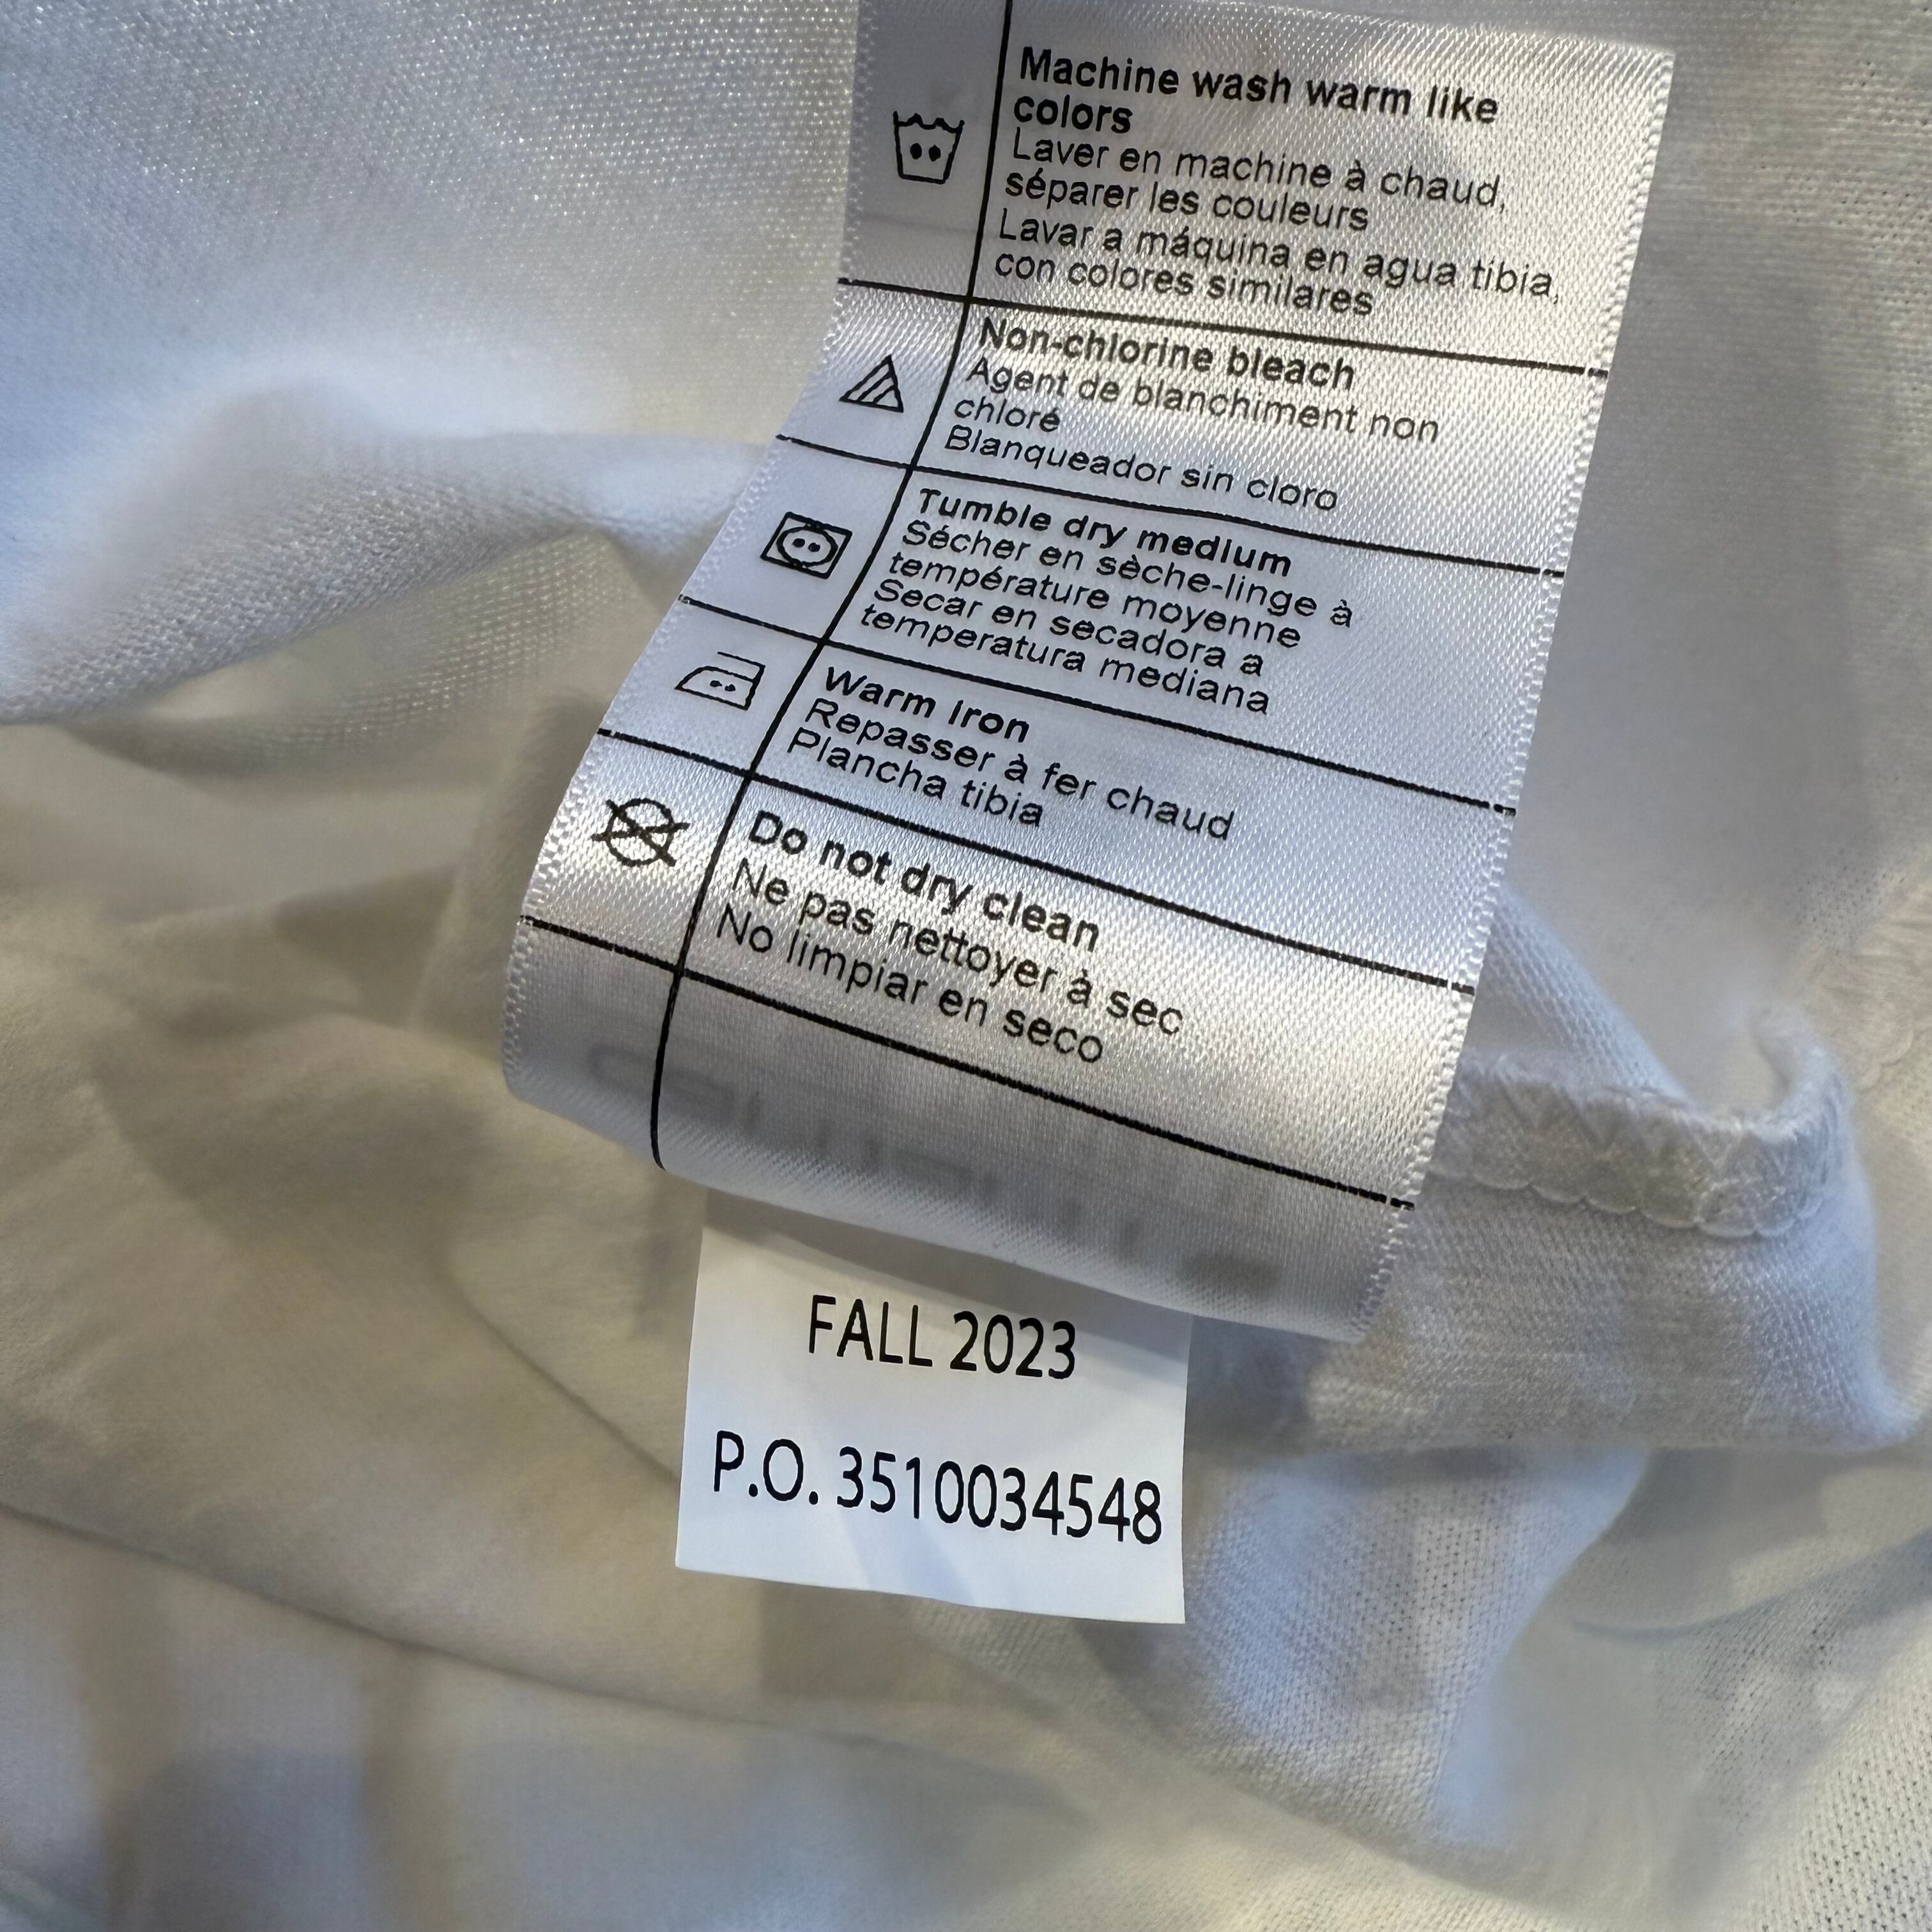 Machine wash warm like
colors
Laver en machine à chaud,
séparer les couleurs
Lavar a máquina en agua tibia,
con colores similares
Non-chlorine bleach
Agent de blanchiment non
chloré
Blanqueador sin cloro
Tumble dry medium
Sécher en sèche-linge à
température moyenne
Secar en secadora a
temperatura mediana
Warm Iron
Repasser à fer chaud
Plancha tibia
Do not dry clean
Ne pas nettoyer à sec
No limpiar en seco
FALL 2023
P.O. 3510034548